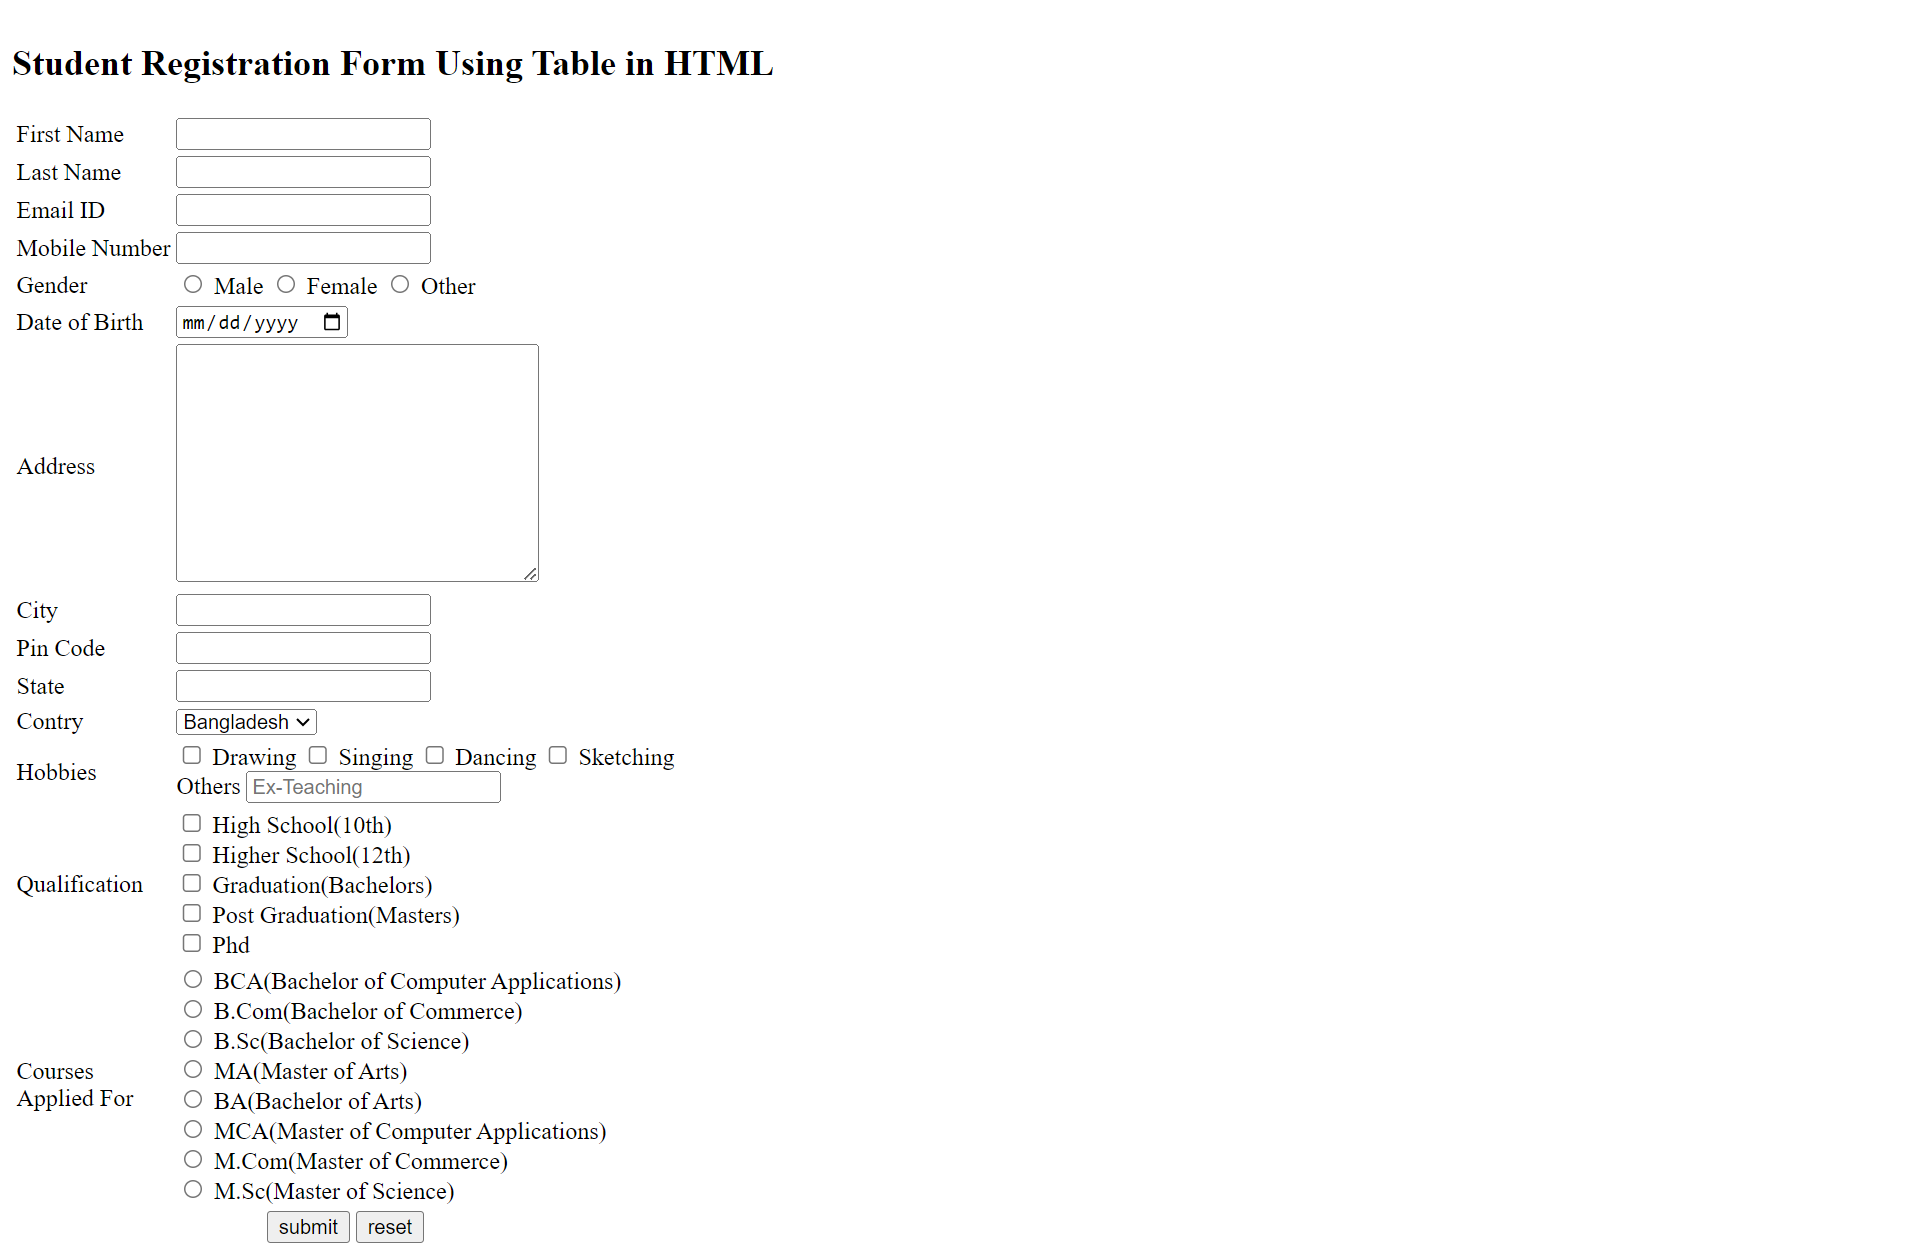 Student Registration Form Using Table in HTML
First Name
Last Name
Email ID
Mobile Number
Gender Male Female Other
Date of Birth mm/dd/yyyy
Address
City
Pin Code
State
Contry Bangladesh
Hobbies Drawing Singing Dancing Sketching
Others Ex-Teaching
High School(10th)
Higher School(12th)
Qualification Graduation(Bachelors)
Post Graduation(Masters)
Phd
BCA(Bachelor of Computer Applications)
B.Com(Bachelor of Commerce)
B.Sc(Bachelor of Science)
Courses MA(Master of Arts)
Applied For BA(Bachelor of Arts)
MCA(Master of Computer Applications)
M.Com(Master of Commerce)
M.Sc(Master of Science)
submit reset